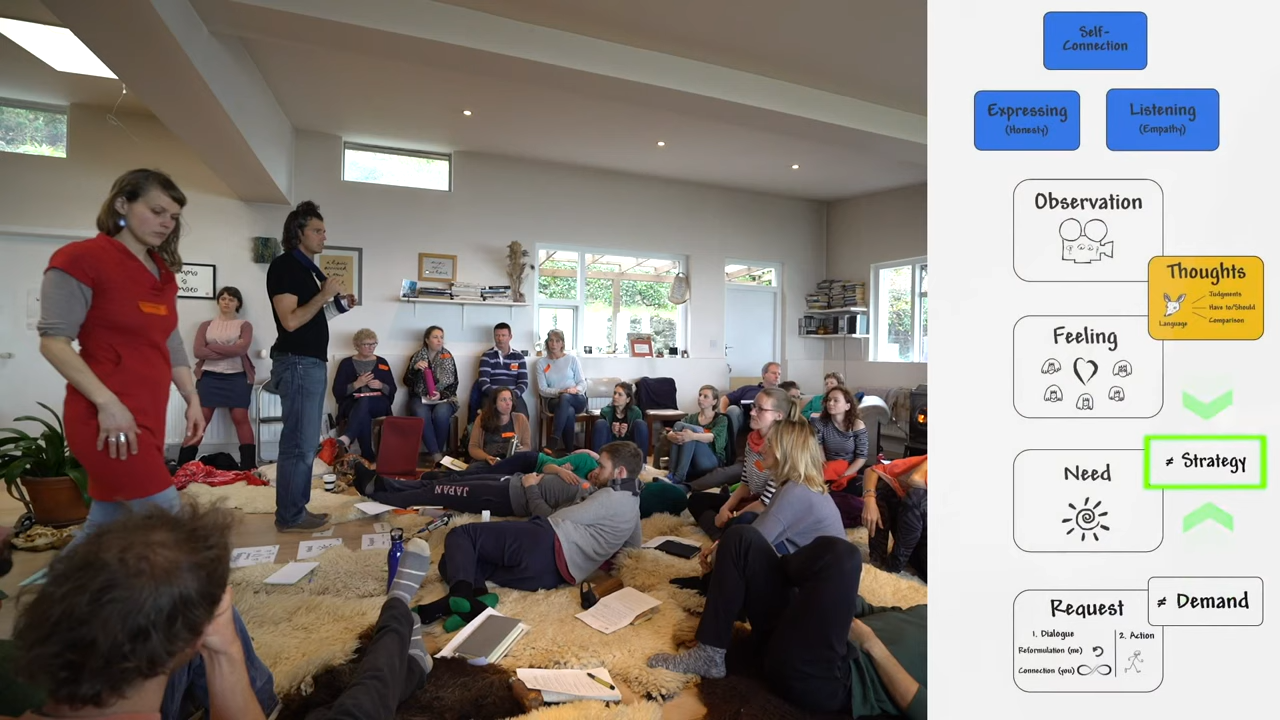 JAPAN
Self-
Connection
Expressing
(Honesty)
Listening
(Empathy)
Observation
Thoughts
Language
Judgments
Have to/Should
Comparison
Feeling
Need
≠ Strategy
Request
≠ Demand
1. Dialogue
2. Action
Reformulation (me)
Connection (you)